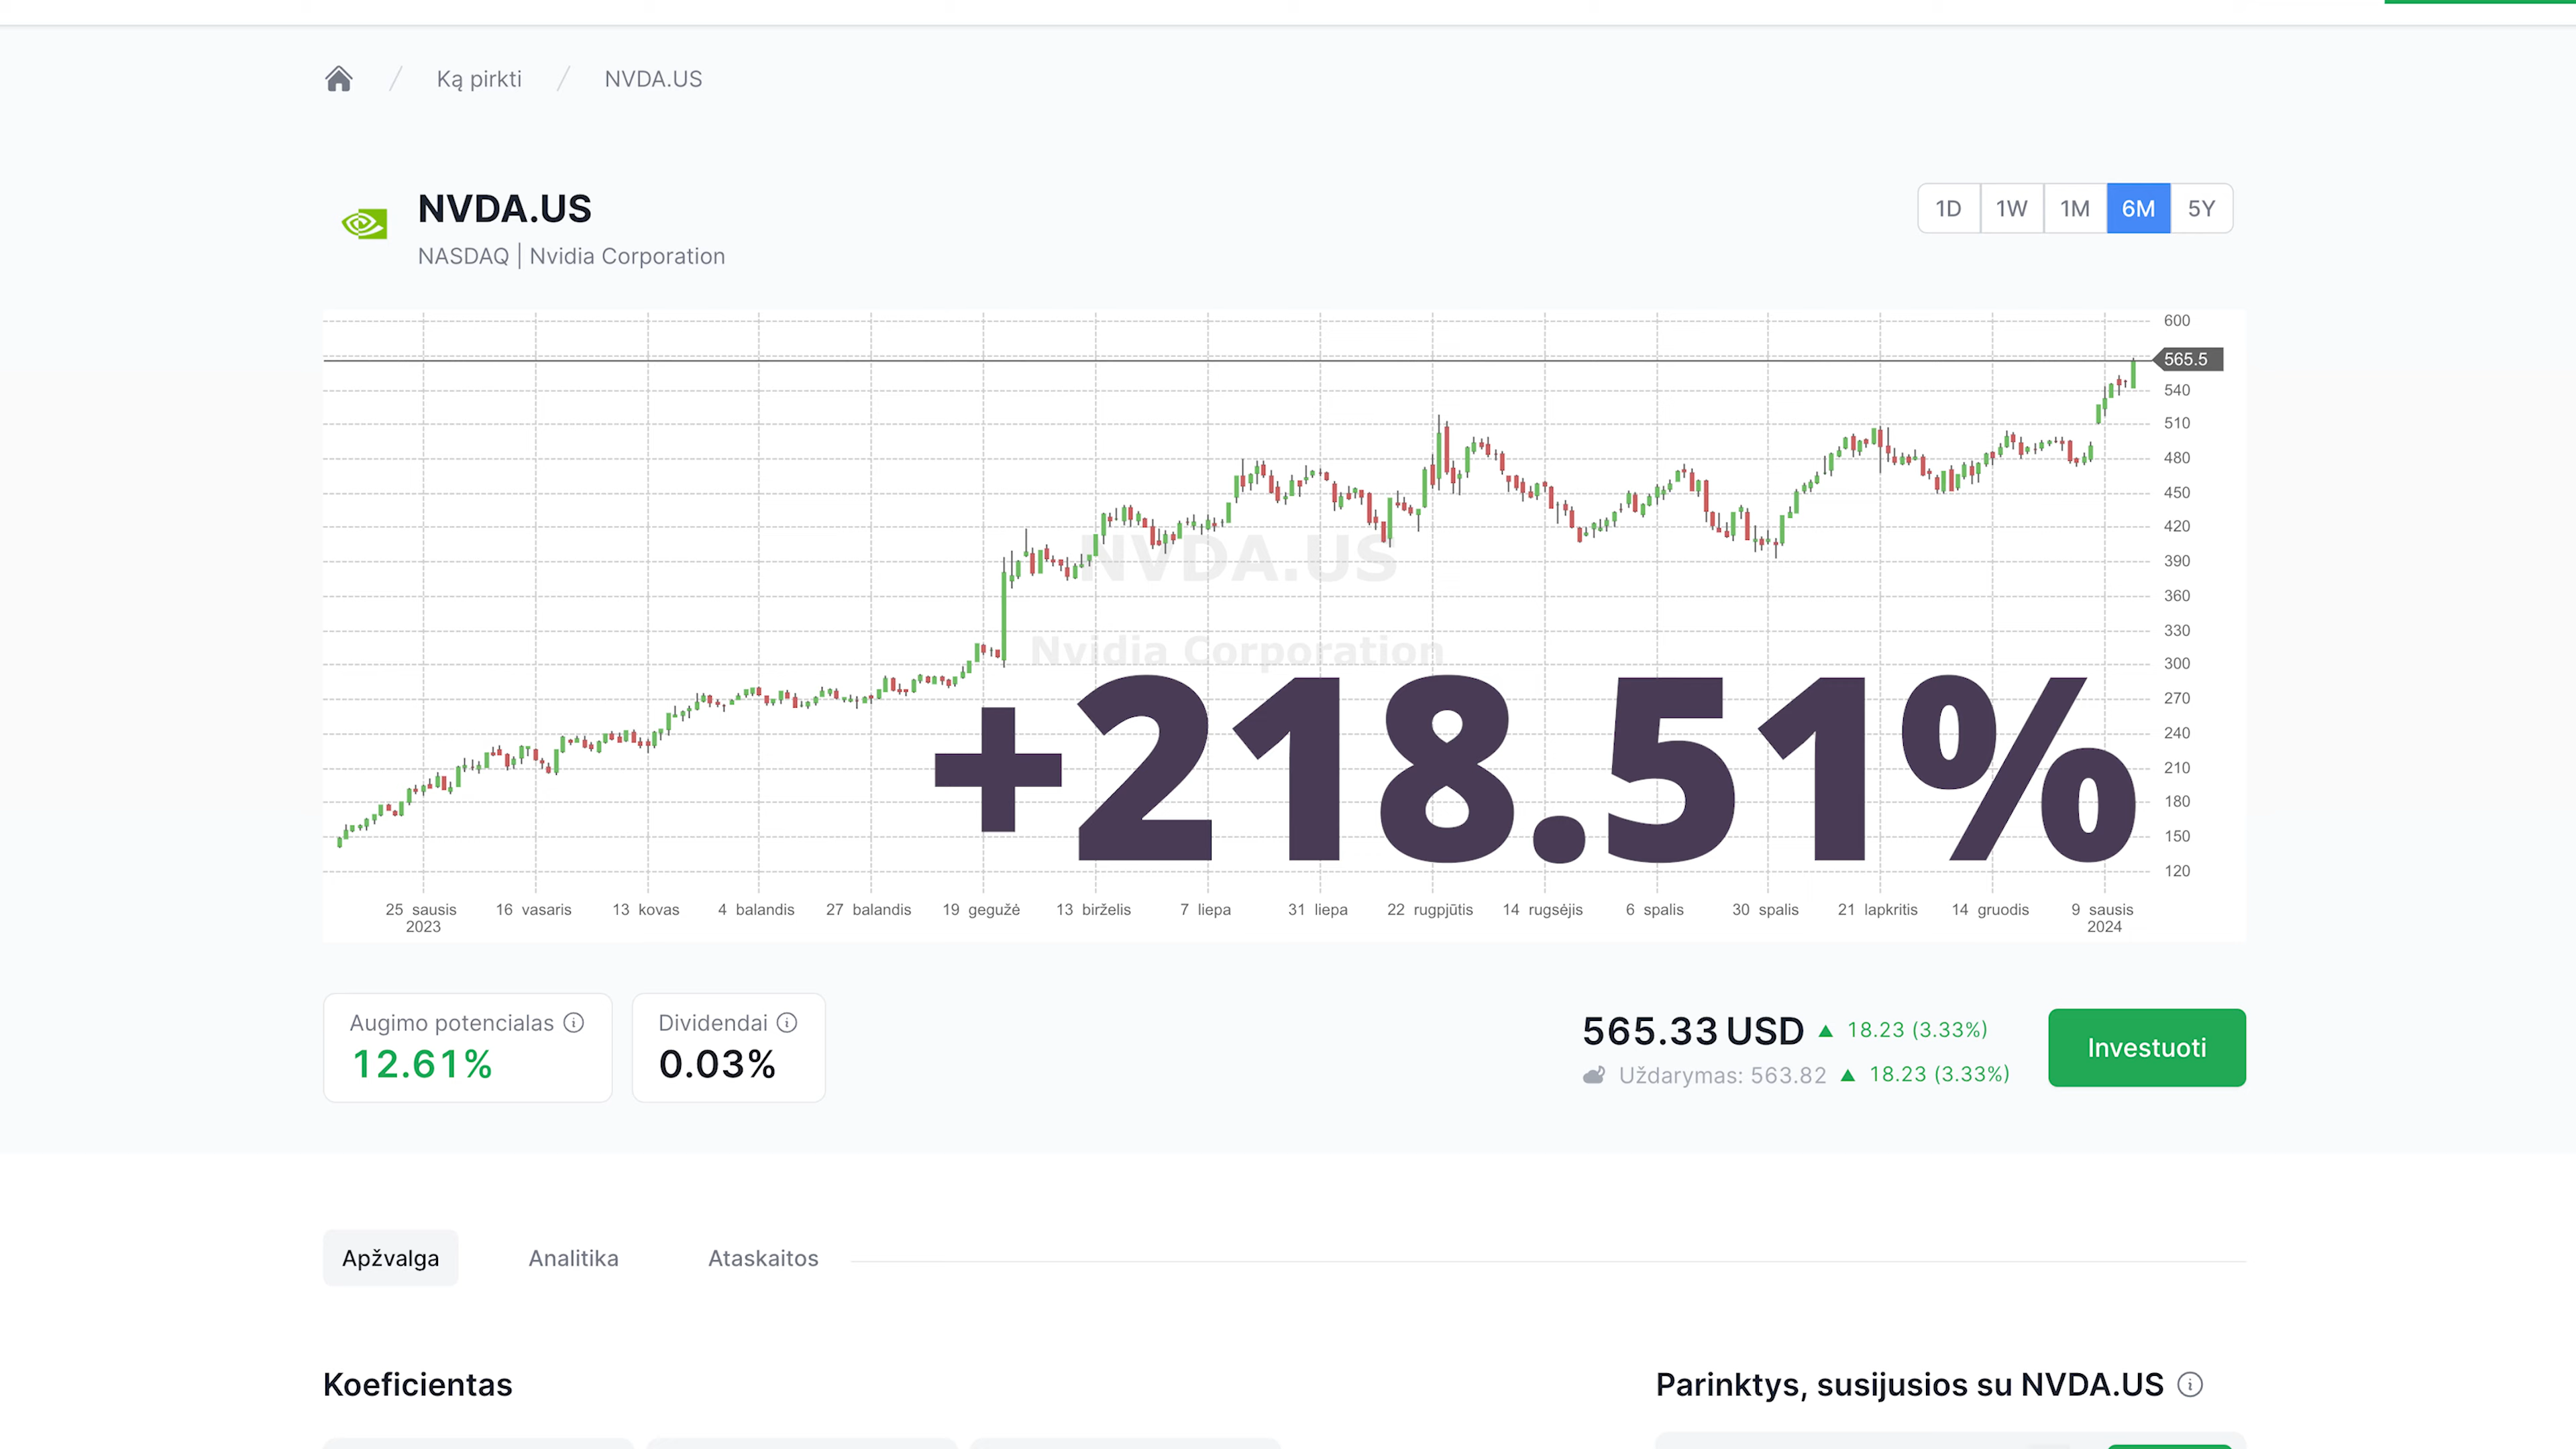 Ką pirkti / NVDA.US
NVDA.US
NASDAQ | Nvidia Corporation
1D 1W 1M 6M 5Y
600
565.5
540
510
480
450
420
390
360
330
300
270
240
210
180
150
120
NVDA.US
Nvidia Corporation
+218.51%
25 sausis 16 vasaris 13 kovas 4 balandis 27 balandis 19 gegužė 13 birželis 7 liepa 31 liepa 22 rugpjūtis 14 rugsėjis 6 spalis 30 spalis 21 lapkritis 14 gruodis 9 sausis
2023 2024
Augimo potencialas
12.61%
Dividendai
0.03%
565.33 USD ▲ 18.23 (3.33%)
Uždarymas: 563.82 ▲ 18.23 (3.33%)
Investuoti
Apžvalga Analitika Ataskaitos
Koeficientas
Parinktys, susijusios su NVDA.US